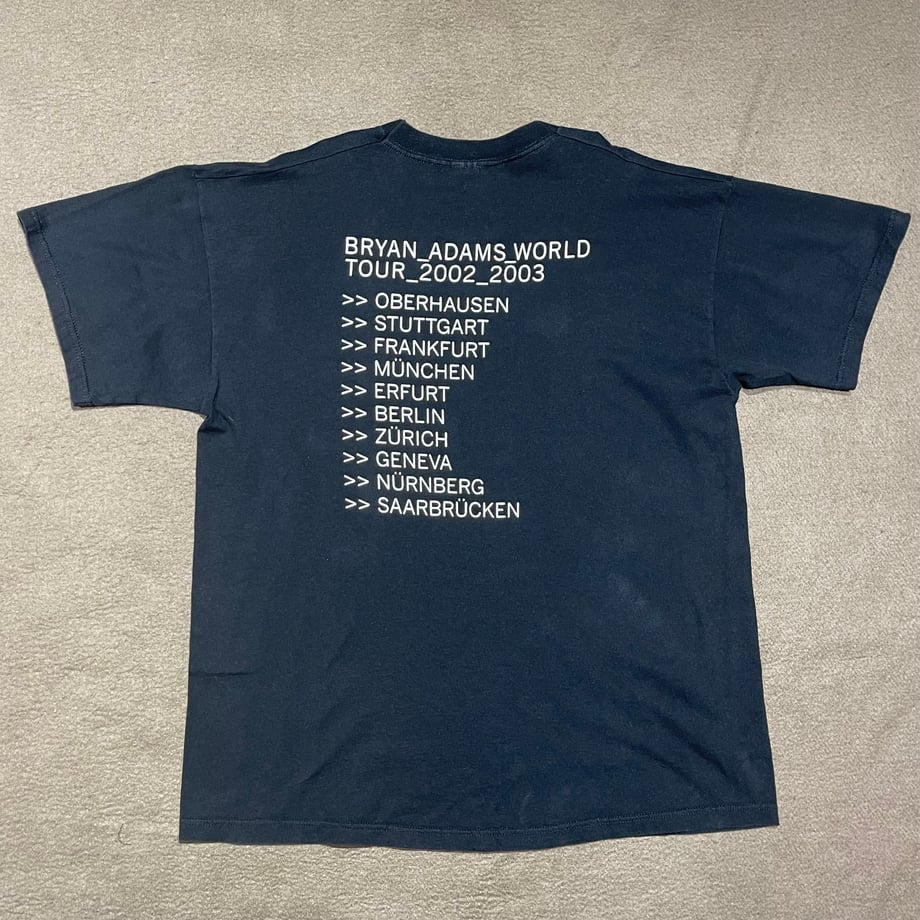 BRYAN_ADAMS_WORLD
TOUR_2002_2003
>> OBERHAUSEN
>> STUTTGART
>> FRANKFURT
>> MÜNCHEN
>> ERFURT
>> BERLIN
>> ZÜRICH
>> GENEVA
>> NÜRNBERG
>> SAARBRÜCKEN